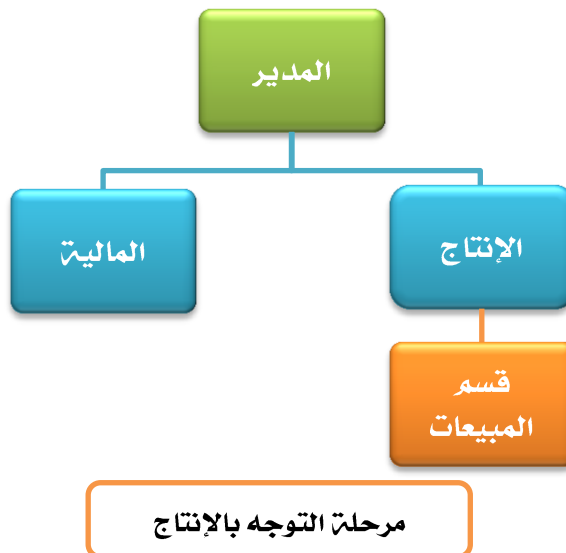 المدير
الإنتاج
المالية
قسم
المبيعات
مرحلة التوجه بالإنتاج